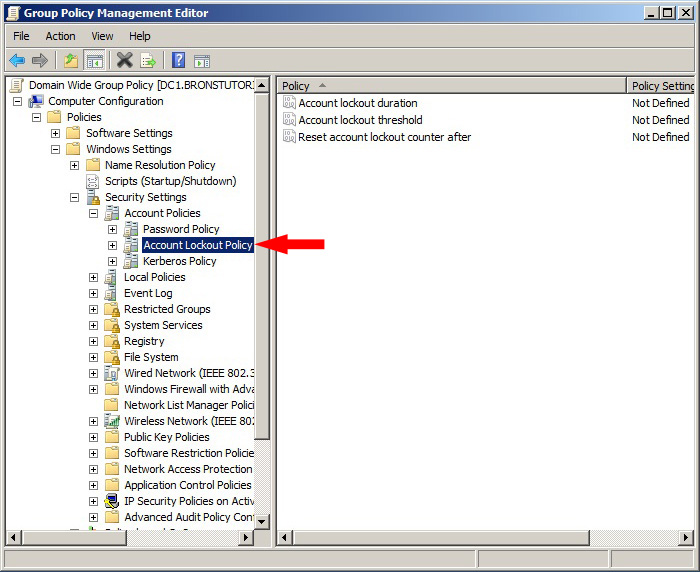 Group Policy Management Editor
File Action View Help
Domain Wide Group Policy [DC1.BRONSTUTORI
Computer Configuration
Policies
Software Settings
Windows Settings
Name Resolution Policy
Scripts (Startup/Shutdown)
Security Settings
Account Policies
Password Policy
Account Lockout Policy
Kerberos Policy
Local Policies
Event Log
Restricted Groups
System Services
Registry
File System
Wired Network (IEEE 802.3
Windows Firewall with Adva
Network List Manager Polici
Wireless Network (IEEE 802
Public Key Policies
Software Restriction Policie
Network Access Protection
Application Control Policies
IP Security Policies on Activ
Advanced Audit Policy Conf
Policy Policy Setting
Account lockout duration Not Defined
Account lockout threshold Not Defined
Reset account lockout counter after Not Defined